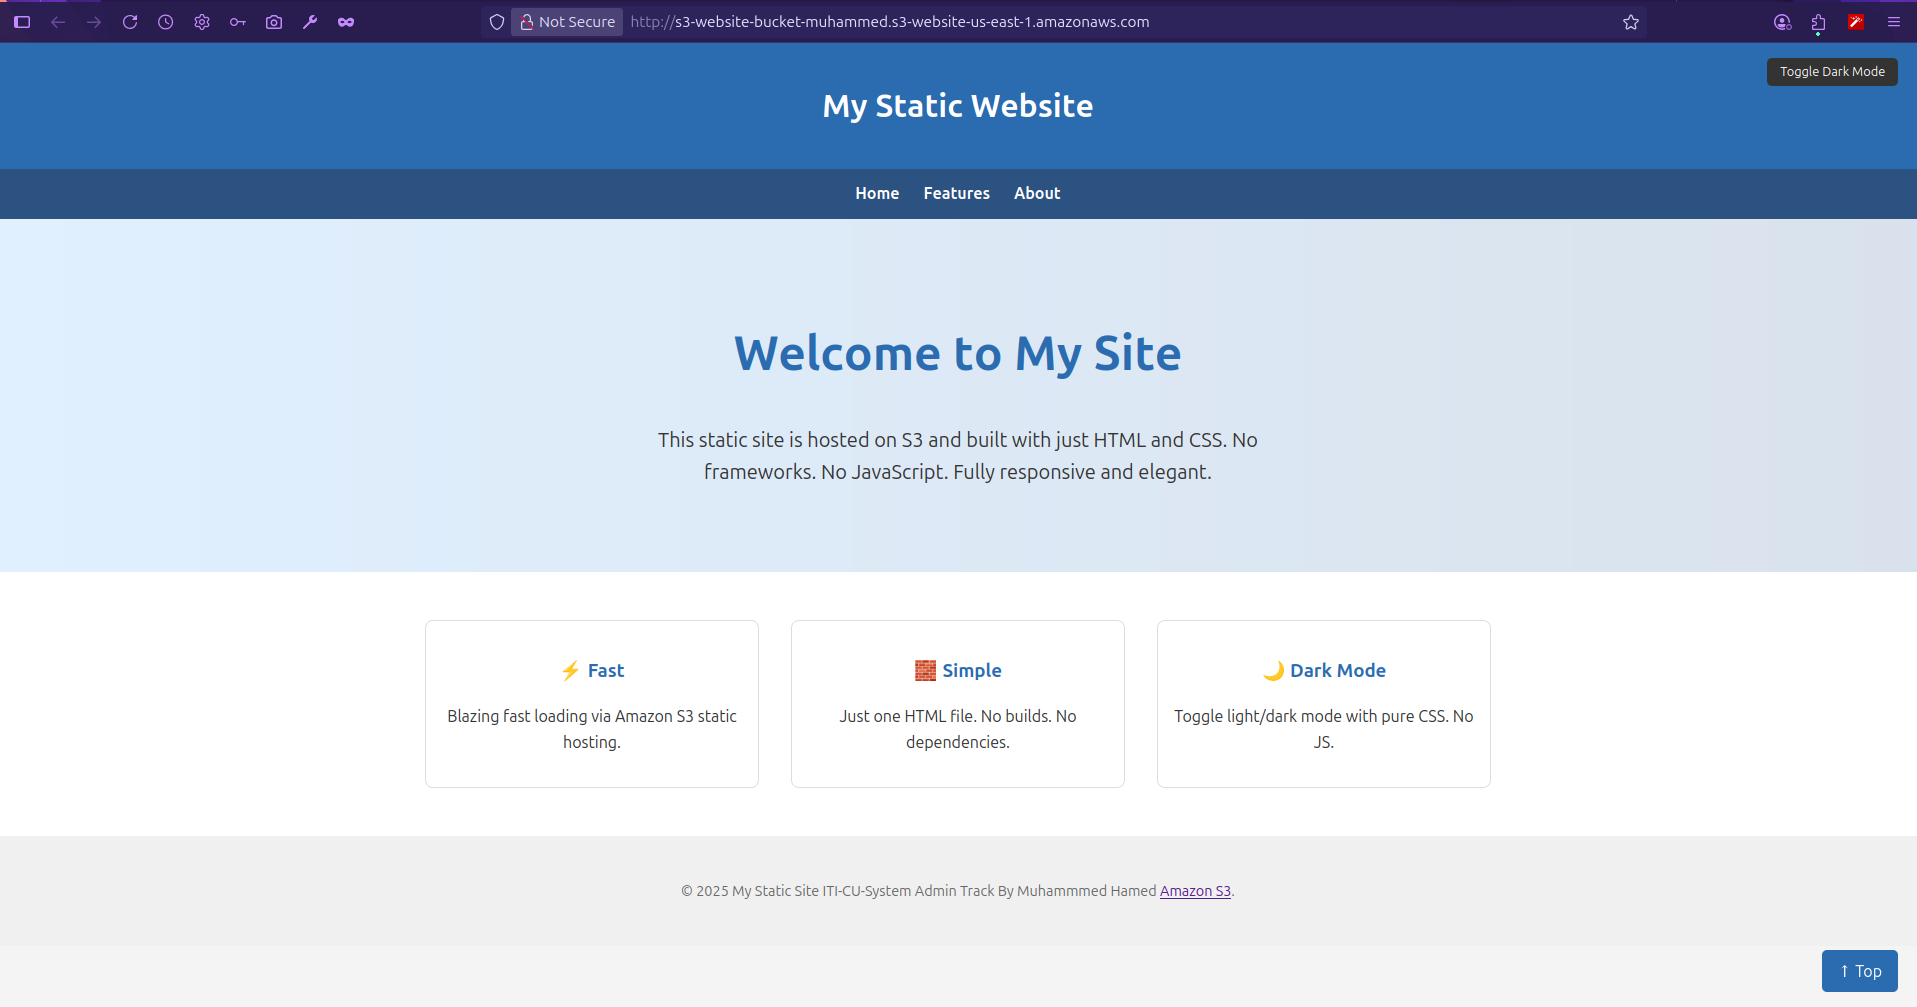 Not Secure http://s3-website-bucket-muhammed.s3-website-us-east-1.amazonaws.com
Toggle Dark Mode
My Static Website
Home Features About
Welcome to My Site
This static site is hosted on S3 and built with just HTML and CSS. No
frameworks. No JavaScript. Fully responsive and elegant.
⚡ Fast
Blazing fast loading via Amazon S3 static
hosting.
🧱 Simple
Just one HTML file. No builds. No
dependencies.
🌙 Dark Mode
Toggle light/dark mode with pure CSS. No
JS.
© 2025 My Static Site ITI-CU-System Admin Track By Muhammmed Hamed Amazon S3.
↑ Top